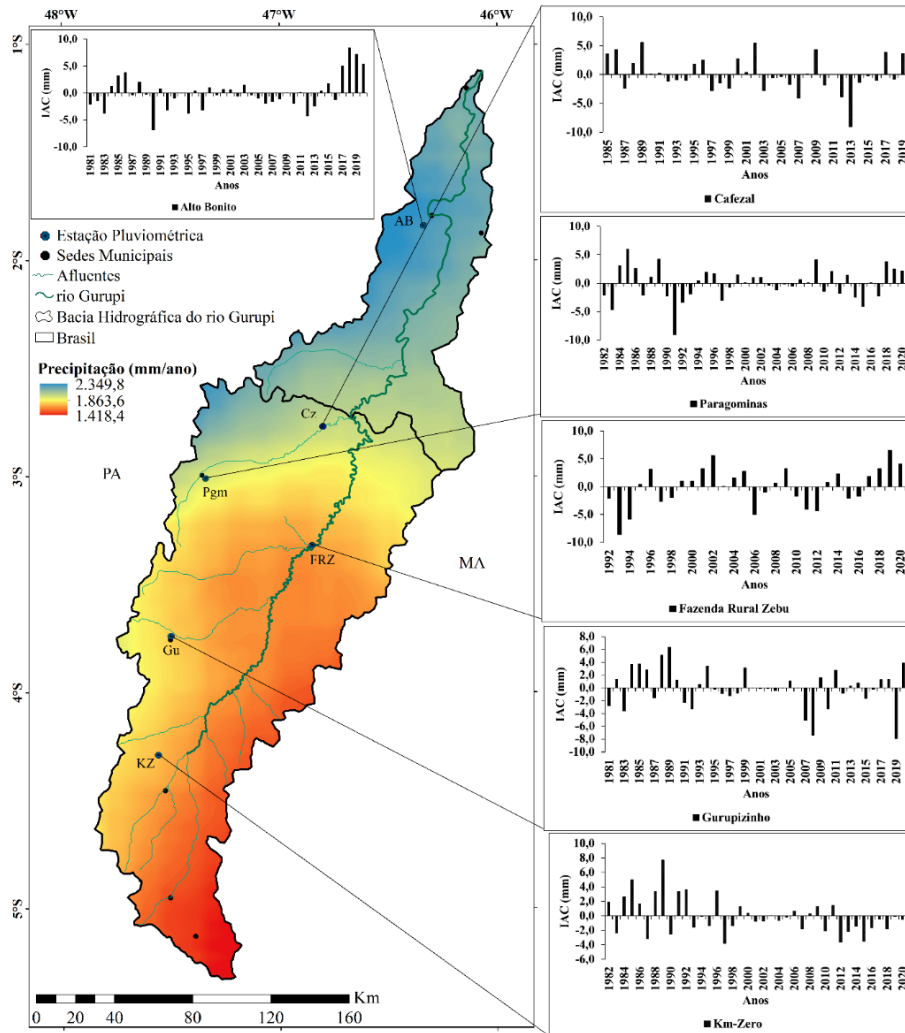 48°W 47°W 46°W
1°S
2°S
3°S
4°S
5°S
IAC (mm)
10,0
5,0
0,0
-5,0
-10,0
1981 1983 1985 1987 1989 1991 1993 1995 1997 1999 2001 2003 2005 2007 2009 2011 2013 2015 2017 2019
Anos
Alto Bonito
Estação Pluviométrica
Sedes Municipais
Afluentes
rio Gurupi
Bacia Hidrográfica do rio Gurupi
Brasil
Precipitação (mm/ano)
2.349,8
1.863,6
1.418,4
AB
Cz
Pgm
PA
FRZ
MA
Gu
KZ
Km
0 20 40 80 120 160
IAC (mm)
10,0
5,0
0,0
-5,0
-10,0
1985 1987 1989 1991 1993 1995 1997 1999 2001 2003 2005 2007 2009 2011 2013 2015 2017 2019
Anos
Cafezal
IAC (mm)
10,0
5,0
0,0
-5,0
-10,0
1982 1984 1986 1988 1990 1992 1994 1996 1998 2000 2002 2004 2006 2008 2010 2012 2014 2016 2018 2020
Anos
Paragominas
IAC (mm)
10,0
5,0
0,0
-5,0
-10,0
1992 1994 1996 1998 2000 2002 2004 2006 2008 2010 2012 2014 2016 2018 2020
Anos
Fazenda Rural Zebu
IAC (mm)
8,0
6,0
4,0
2,0
0,0
-2,0
-4,0
-6,0
-8,0
-10,0
1981 1983 1985 1987 1989 1991 1993 1995 1997 1999 2001 2003 2005 2007 2009 2011 2013 2015 2017 2019
Anos
Gurupizinho
IAC (mm)
10,0
8,0
6,0
4,0
2,0
0,0
-2,0
-4,0
-6,0
1982 1984 1986 1988 1990 1992 1994 1996 1998 2000 2002 2004 2006 2008 2010 2012 2014 2016 2018 2020
Anos
Km-Zero